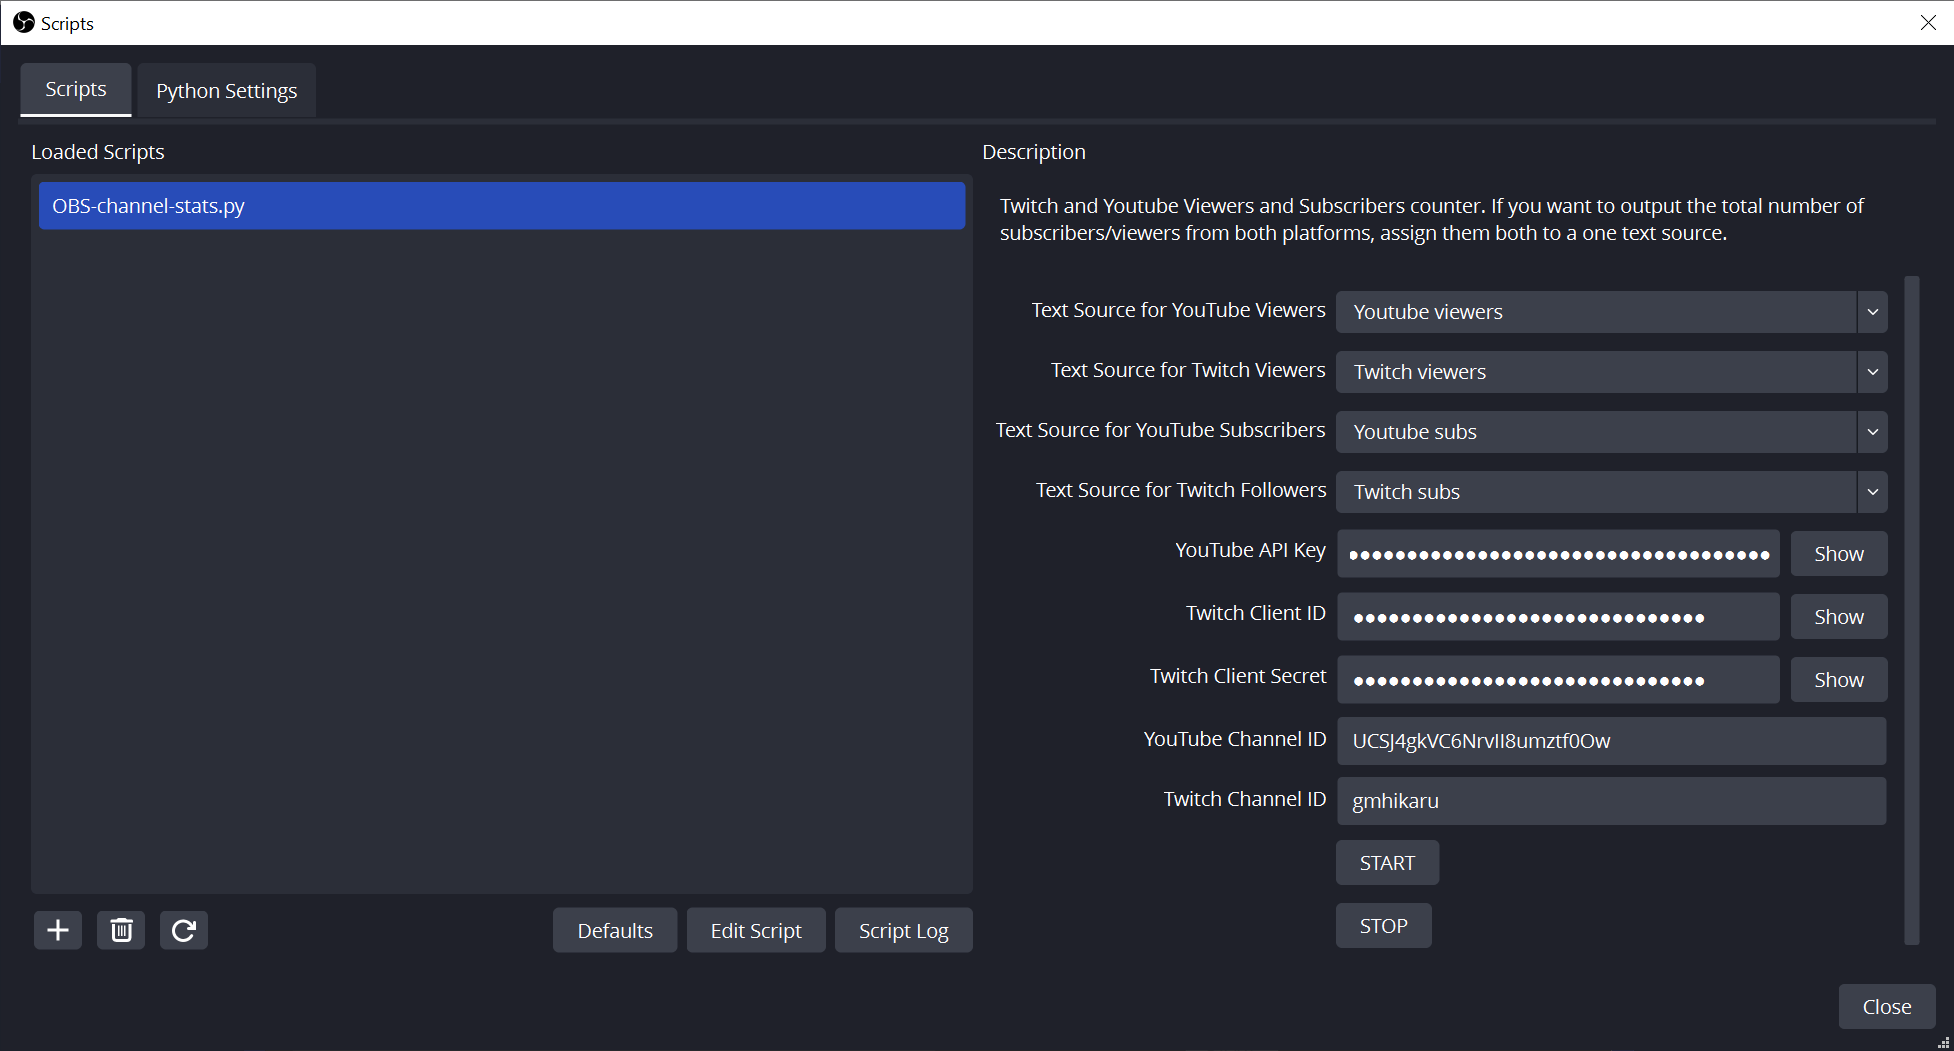 Scripts
Scripts
Python Settings
Loaded Scripts
OBS-channel-stats.py
Defaults
Edit Script
Script Log
Description
Twitch and Youtube Viewers and Subscribers counter. If you want to output the total number of
subscribers/viewers from both platforms, assign them both to a one text source.
Text Source for YouTube Viewers Youtube viewers
Text Source for Twitch Viewers Twitch viewers
Text Source for YouTube Subscribers Youtube subs
Text Source for Twitch Followers Twitch subs
YouTube API Key Show
Twitch Client ID Show
Twitch Client Secret Show
YouTube Channel ID UCSJ4gkVC6NrvII8umztf0Ow
Twitch Channel ID gmhikaru
START
STOP
Close